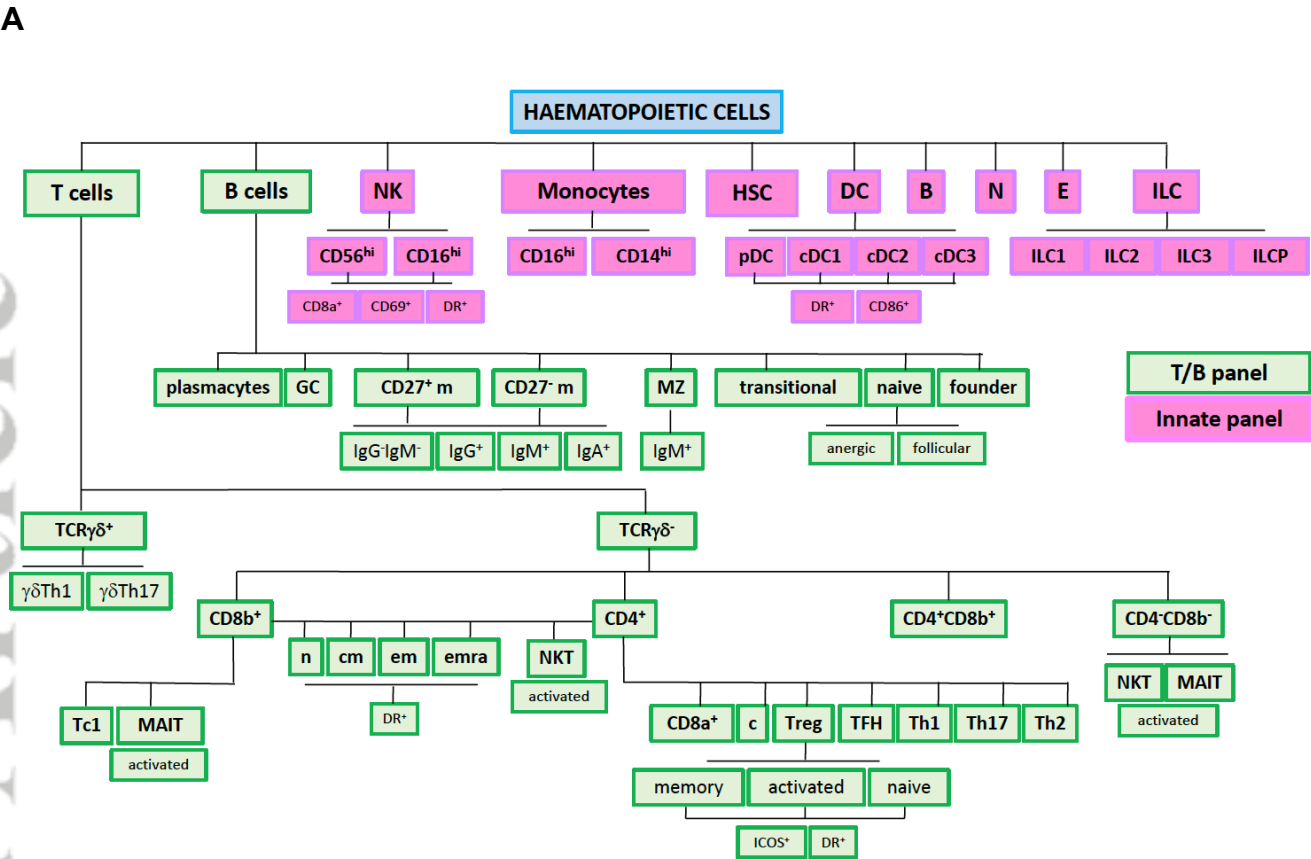 A
HAEMATOPOIETIC CELLS
T cells B cells NK Monocytes HSC DC B N E ILC
CD56ʰⁱ CD16ʰⁱ CD16ʰⁱ CD14ʰⁱ pDC cDC1 cDC2 cDC3 ILC1 ILC2 ILC3 ILCP
CD8a⁺ CD69⁺ DR⁺ DR⁺ CD86⁺
plasmacytes GC CD27⁺ m CD27⁻ m MZ transitional naive founder
T/B panel
Innate panel
IgG⁻IgM⁻ IgG⁺ IgM⁺ IgA⁺ IgM⁺ anergic follicular
TCRγδ⁺ TCRγδ⁻
γδTh1 γδTh17
CD8b⁺ CD4⁺ CD4⁺CD8b⁺ CD4⁻CD8b⁻
n cm em emra NKT
activated
NKT MAIT
activated
DR⁺
Tc1 MAIT
activated
CD8a⁺ c Treg TFH Th1 Th17 Th2
memory activated naive
ICOS⁺ DR⁺